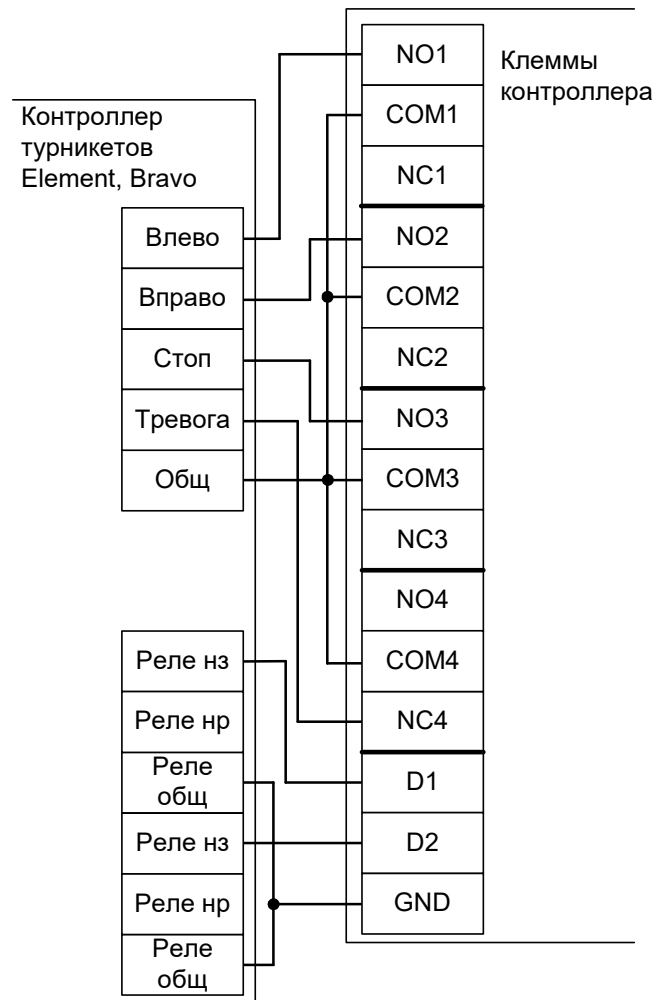 Контроллер
турникетов
Element, Bravo
Влево
Вправо
Стоп
Тревога
Общ
Реле нз
Реле нр
Реле
общ
Реле нз
Реле нр
Реле
общ
Клеммы
контроллера
NO1
COM1
NC1
NO2
COM2
NC2
NO3
COM3
NC3
NO4
COM4
NC4
D1
D2
GND